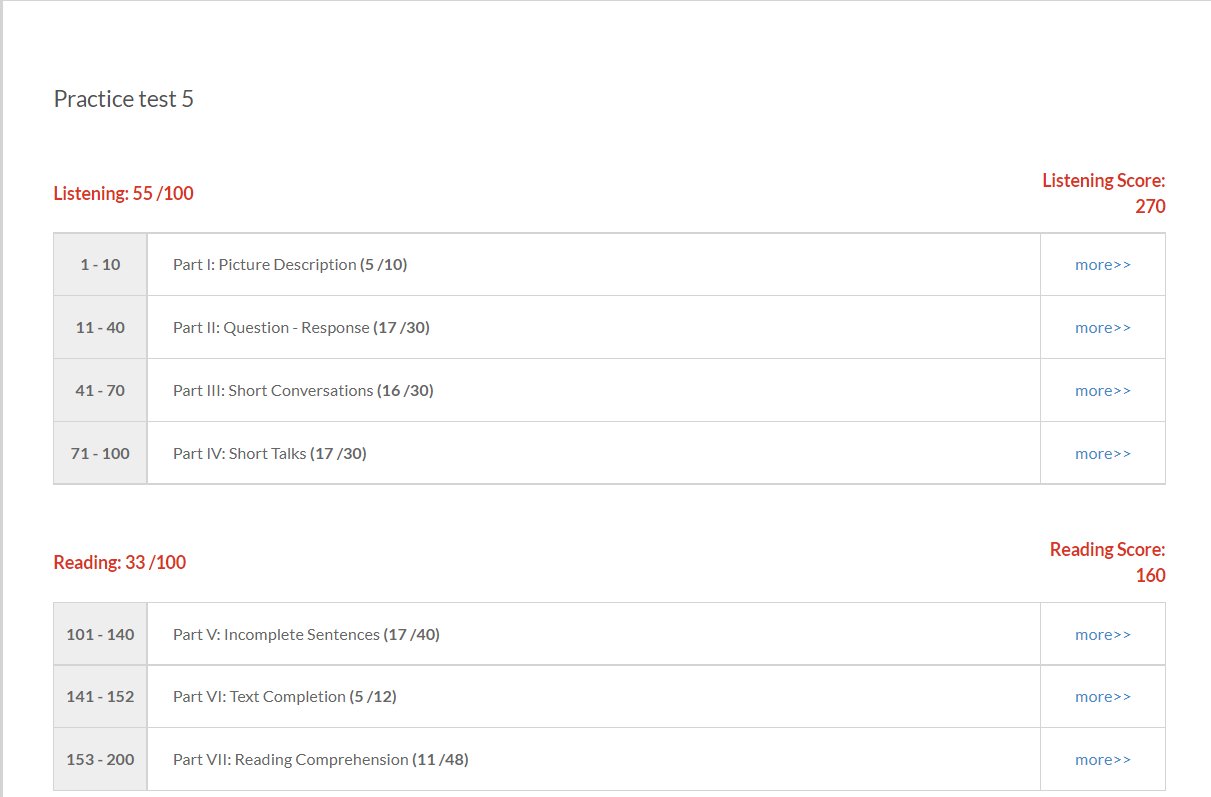 Practice test 5
Listening: 55 /100
Listening Score:
270
1 - 10 Part I: Picture Description (5 /10) more>>
11 - 40 Part II: Question - Response (17 /30) more>>
41 - 70 Part III: Short Conversations (16 /30) more>>
71 - 100 Part IV: Short Talks (17 /30) more>>
Reading: 33 /100
Reading Score:
160
101 - 140 Part V: Incomplete Sentences (17 /40) more>>
141 - 152 Part VI: Text Completion (5 /12) more>>
153 - 200 Part VII: Reading Comprehension (11 /48) more>>